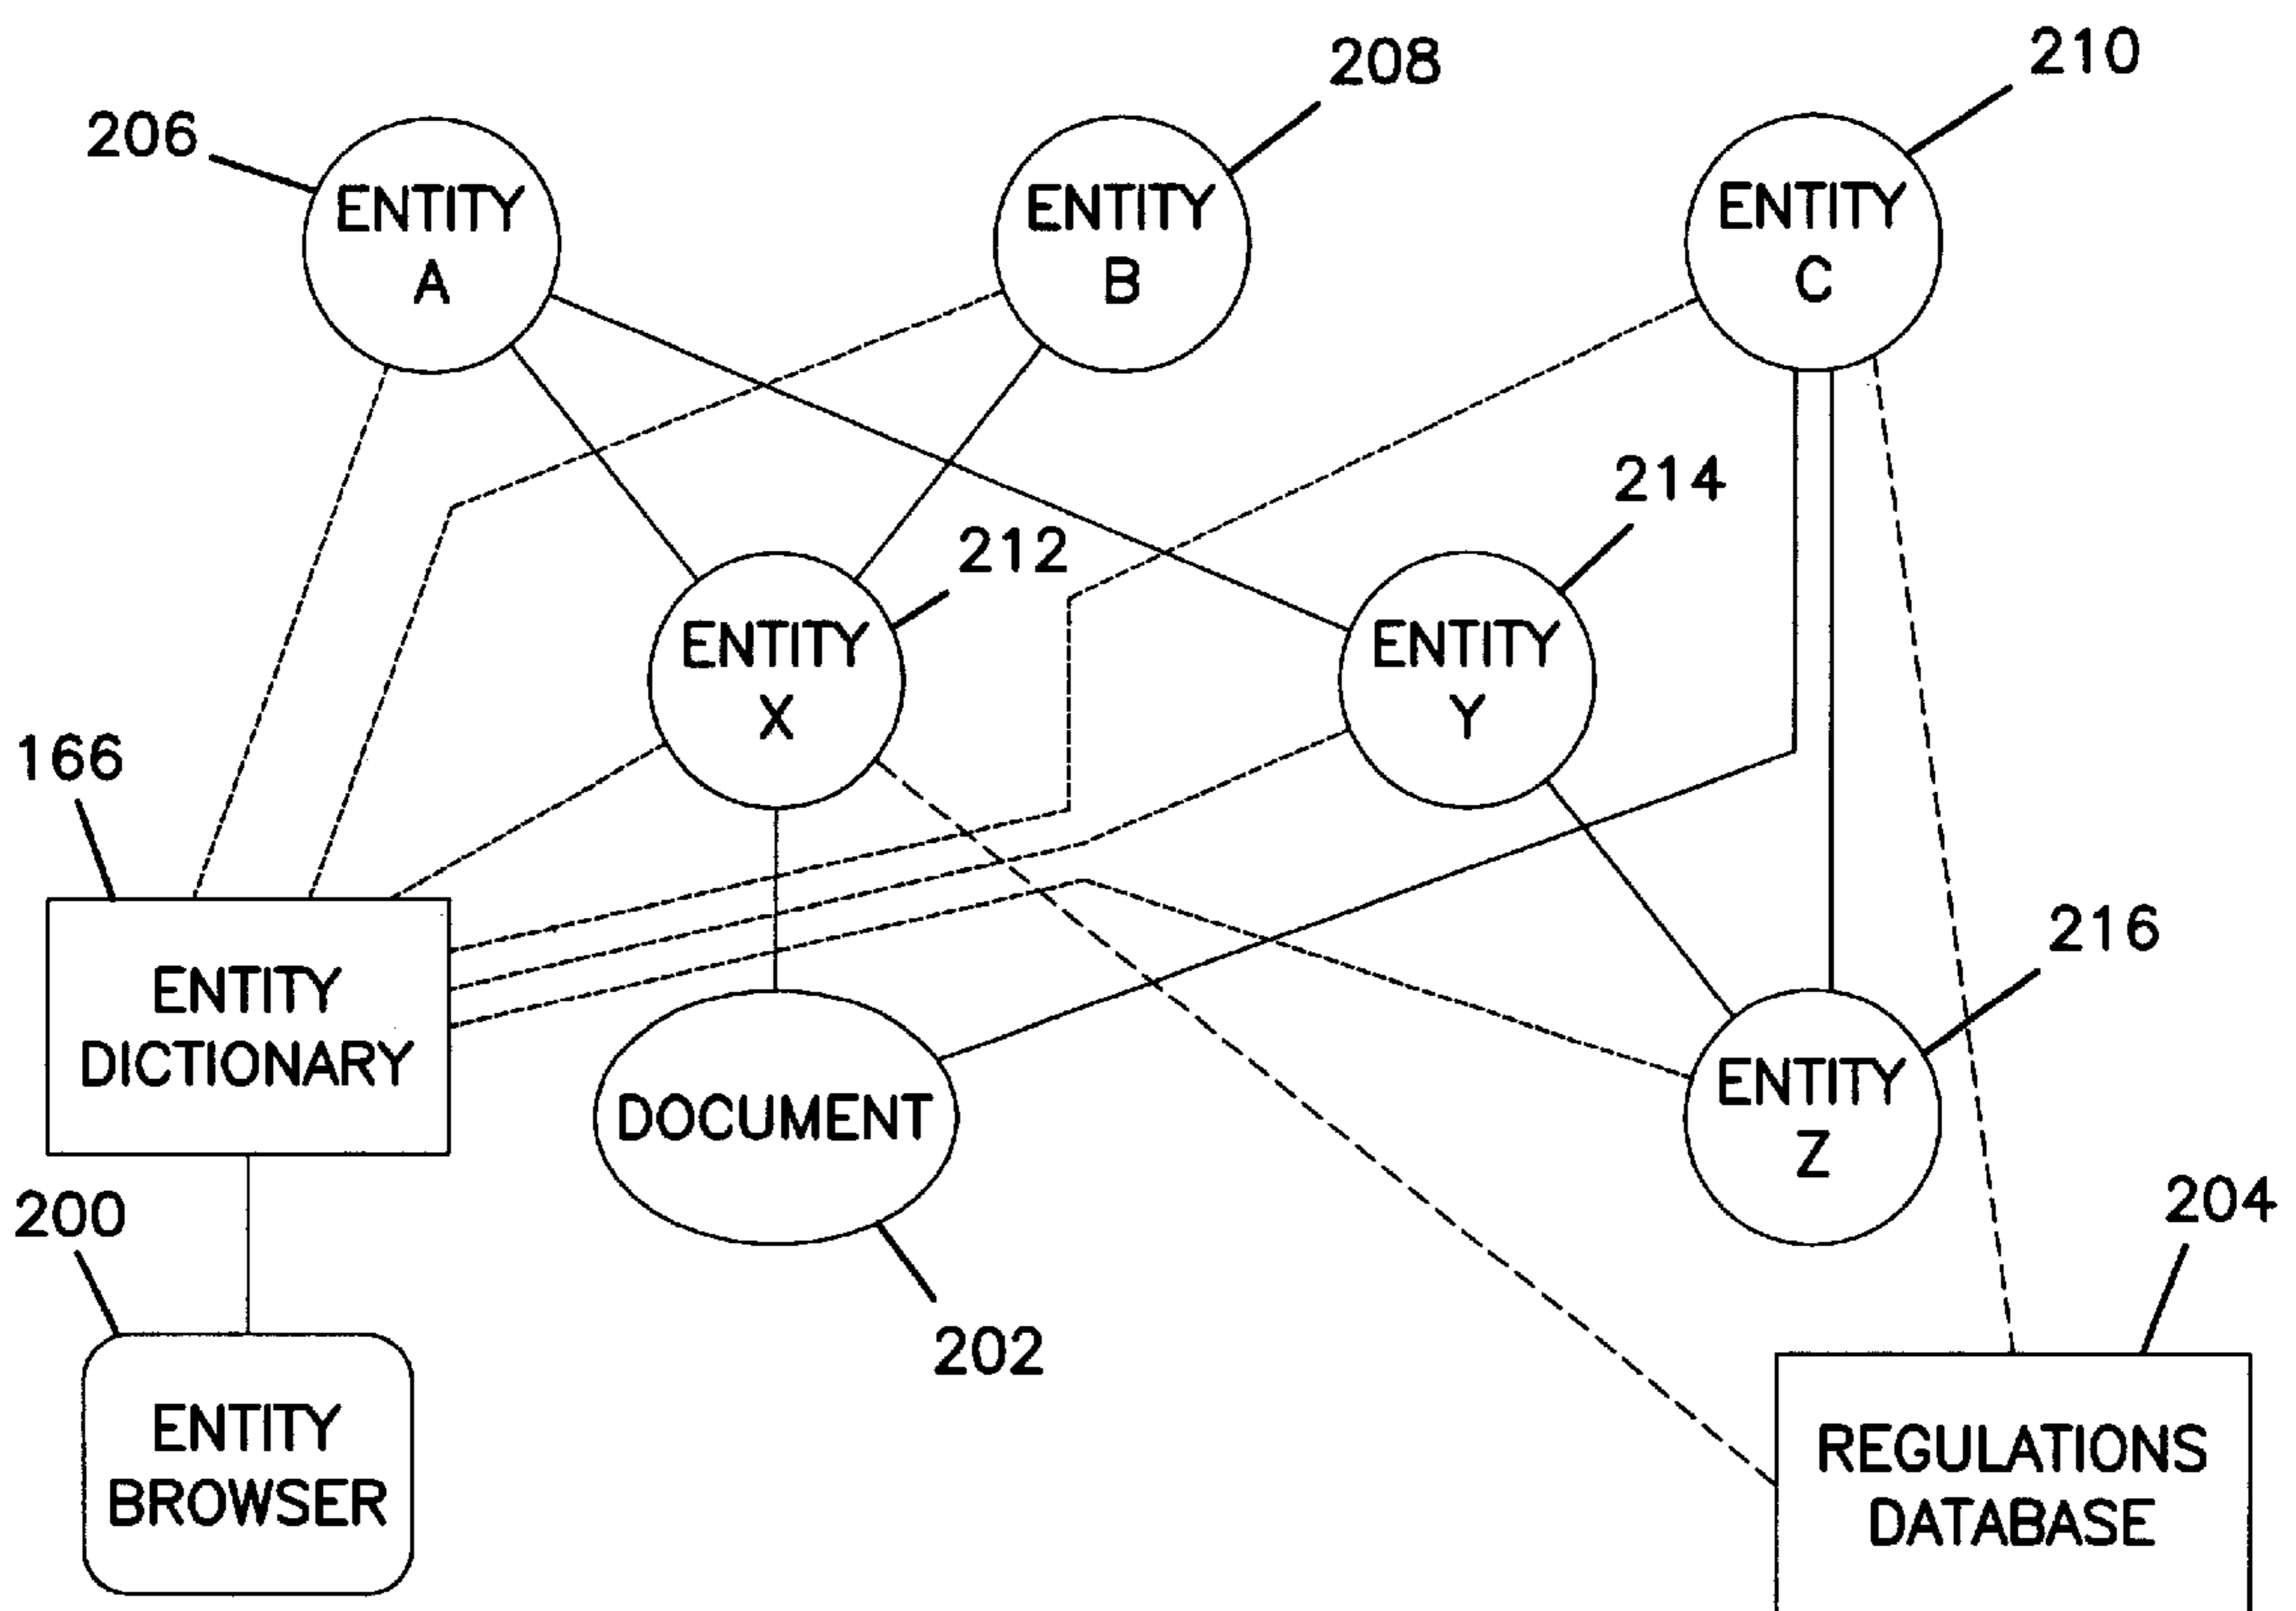 208
210
206
ENTITY
A
ENTITY
B
ENTITY
C
214
212
ENTITY
X
ENTITY
Y
166
216
ENTITY
DICTIONARY
DOCUMENT
ENTITY
Z
200
204
202
ENTITY
BROWSER
REGULATIONS
DATABASE